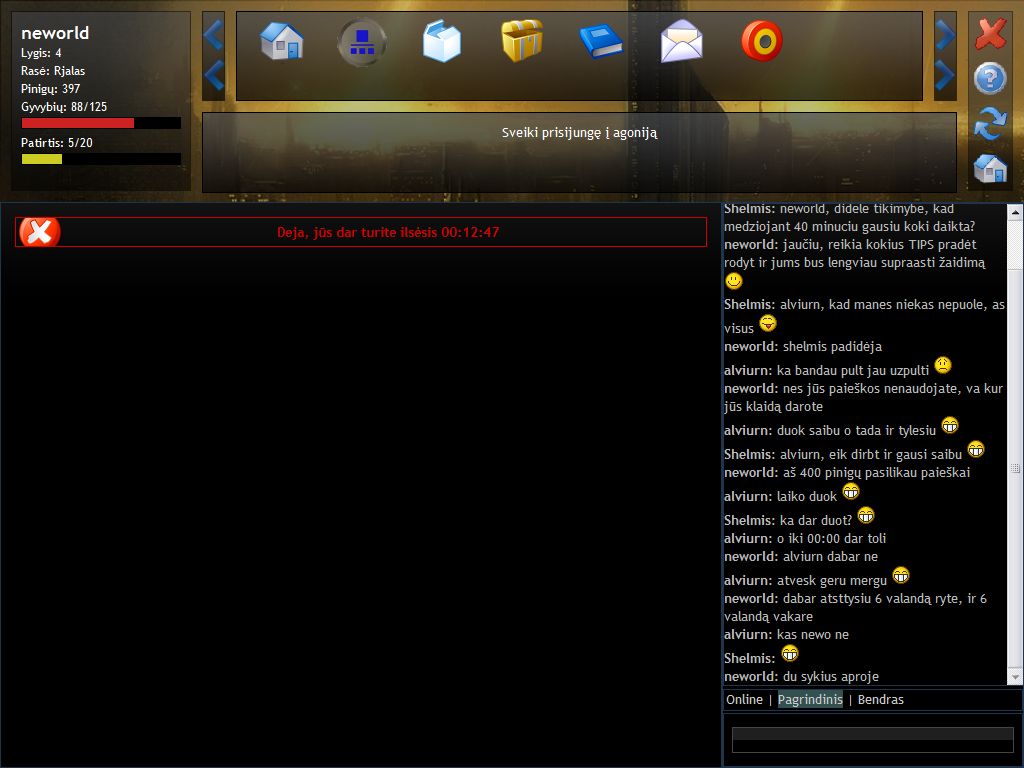 neworld
Lygis: 4
Rasė: Rjalas
Pinigų: 397
Gyvybių: 88/125
Patirtis: 5/20
Sveiki prisijungę į agoniją
Deja, jūs dar turite ilsėsis 00:12:47
Shelmis: neworld, didele tikimybe, kad
medziojant 40 minuciu gausiu koki daikta?
neworld: jaučiu, reikia kokius TIPS pradėt
rodyt ir jums bus lengviau supraasti žaidimą
Shelmis: alviurn, kad manes niekas nepuole, as
visus
neworld: shelmis padidėja
alviurn: ka bandau pult jau uzpulti
neworld: nes jūs paieškos nenaudojate, va kur
jūs klaidą darote
alviurn: duok saibu o tada ir tylesiu
Shelmis: alviurn, eik dirbt ir gausi saibu
neworld: aš 400 pinigų pasilikau paieškai
alviurn: laiko duok
Shelmis: ka dar duot?
alviurn: o iki 00:00 dar toli
neworld: alviurn dabar ne
alviurn: atvesk geru mergu
neworld: dabar atsttysiu 6 valandą ryte, ir 6
valandą vakare
alviurn: kas newo ne
Shelmis:
neworld: du sykius aproje
Online | Pagrindinis | Bendras